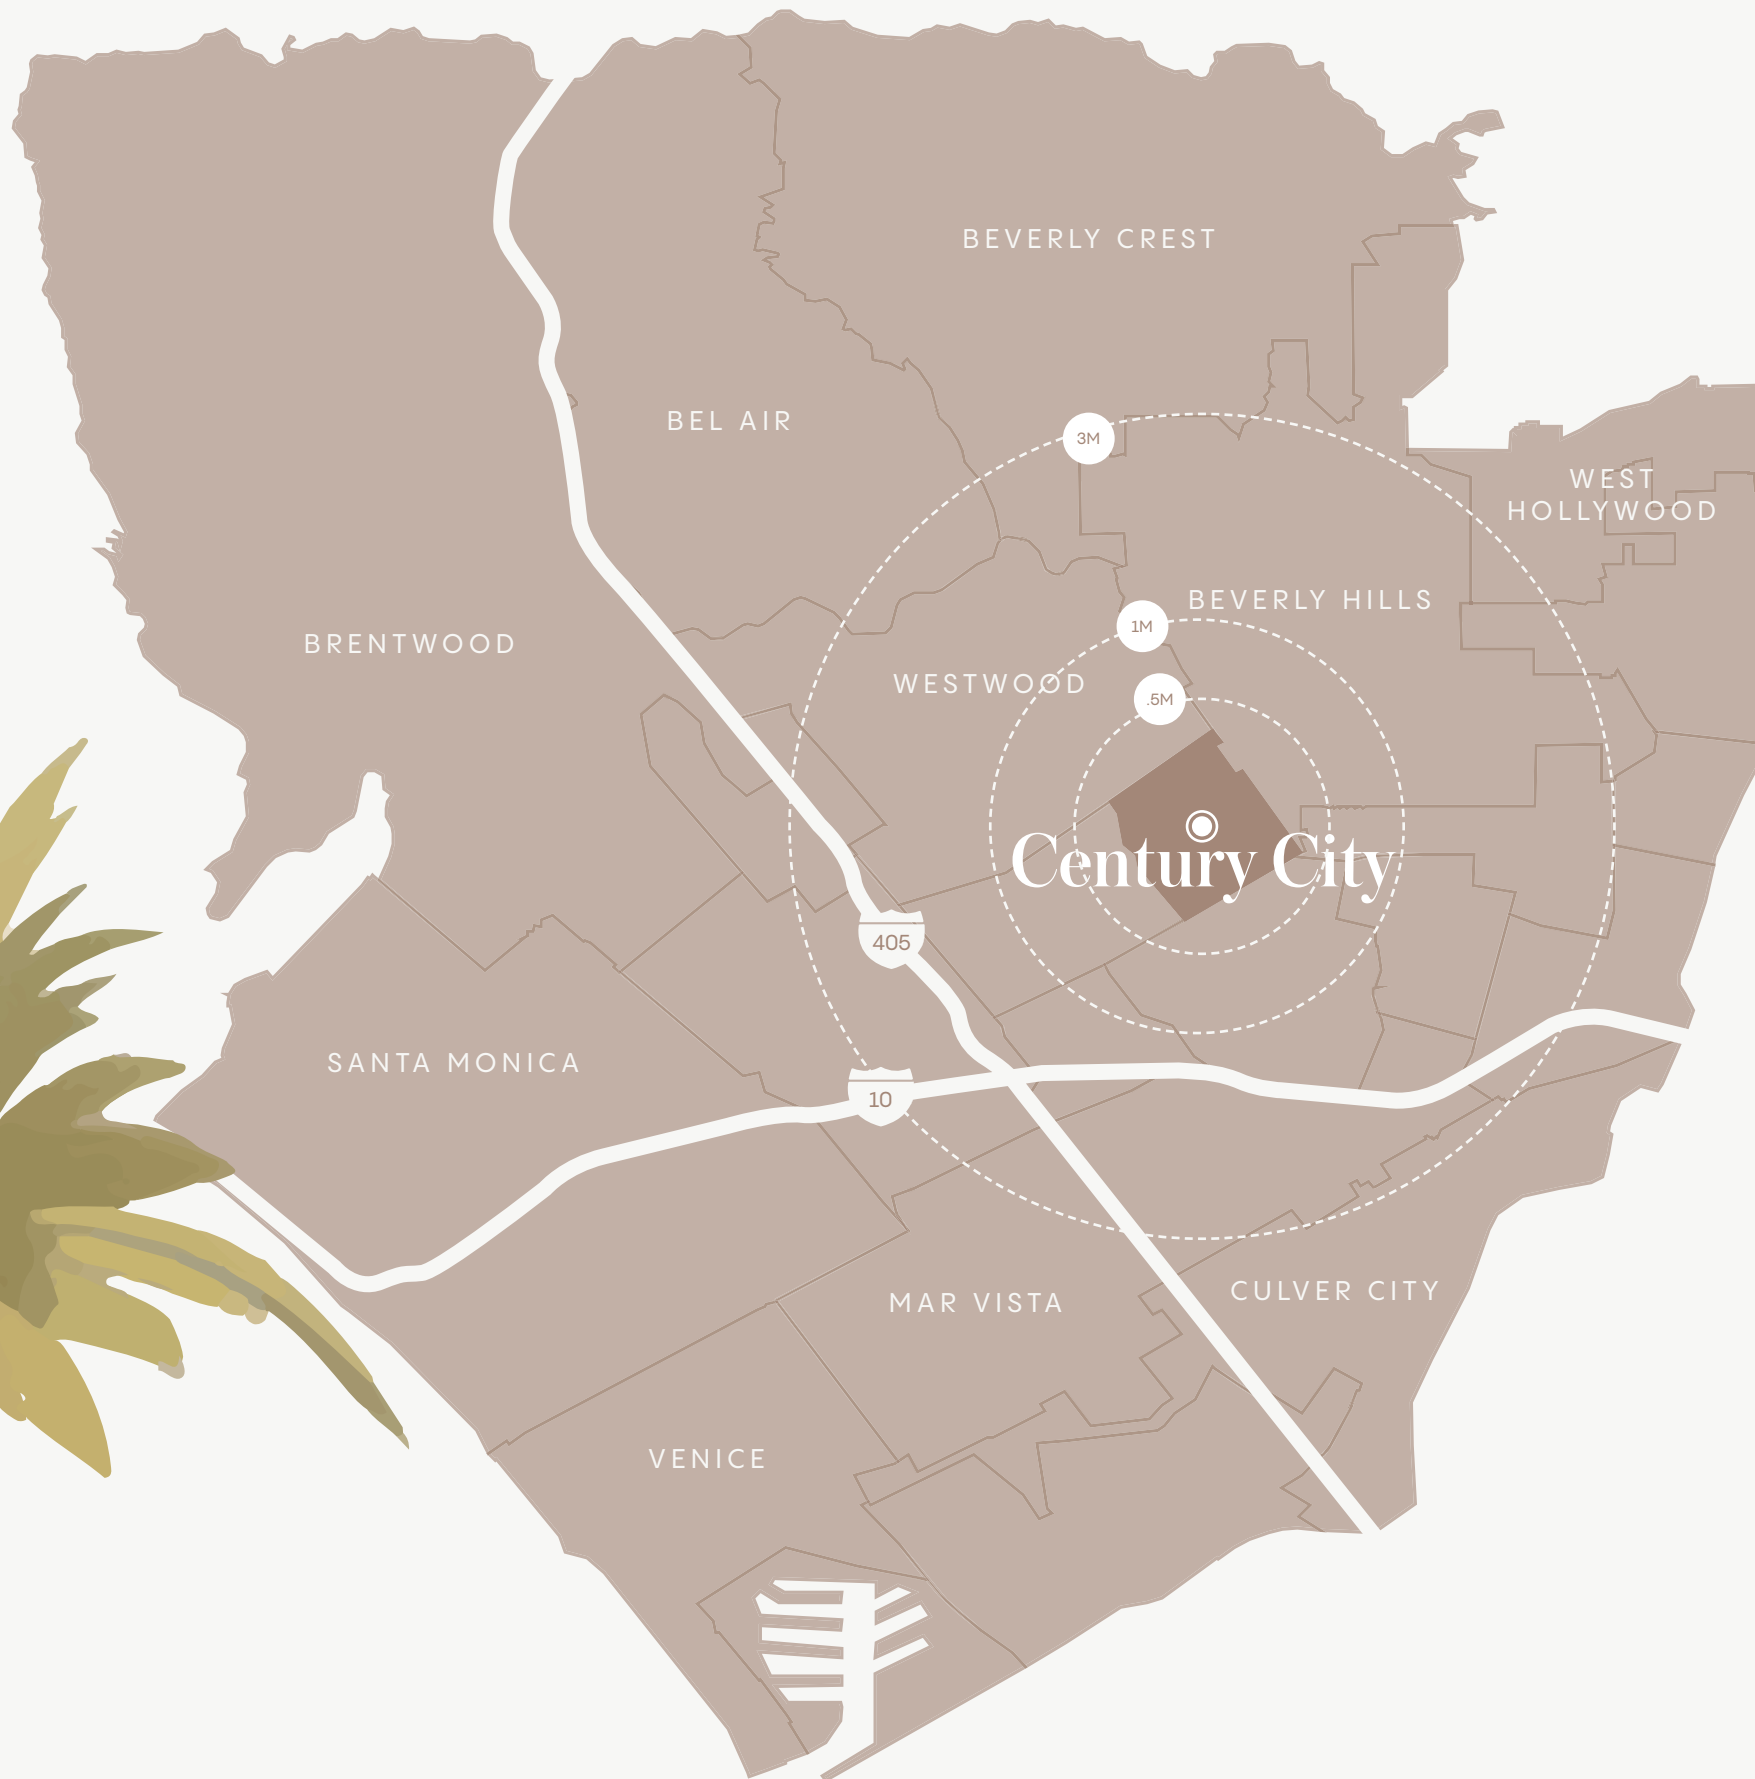 BEVERLY CREST
BEL AIR
3M
WEST
HOLLYWOOD
BEVERLY HILLS
1M
BRENTWOOD
WESTWOOD
.5M
Century City
405
SANTA MONICA
10
CULVER CITY
MAR VISTA
VENICE